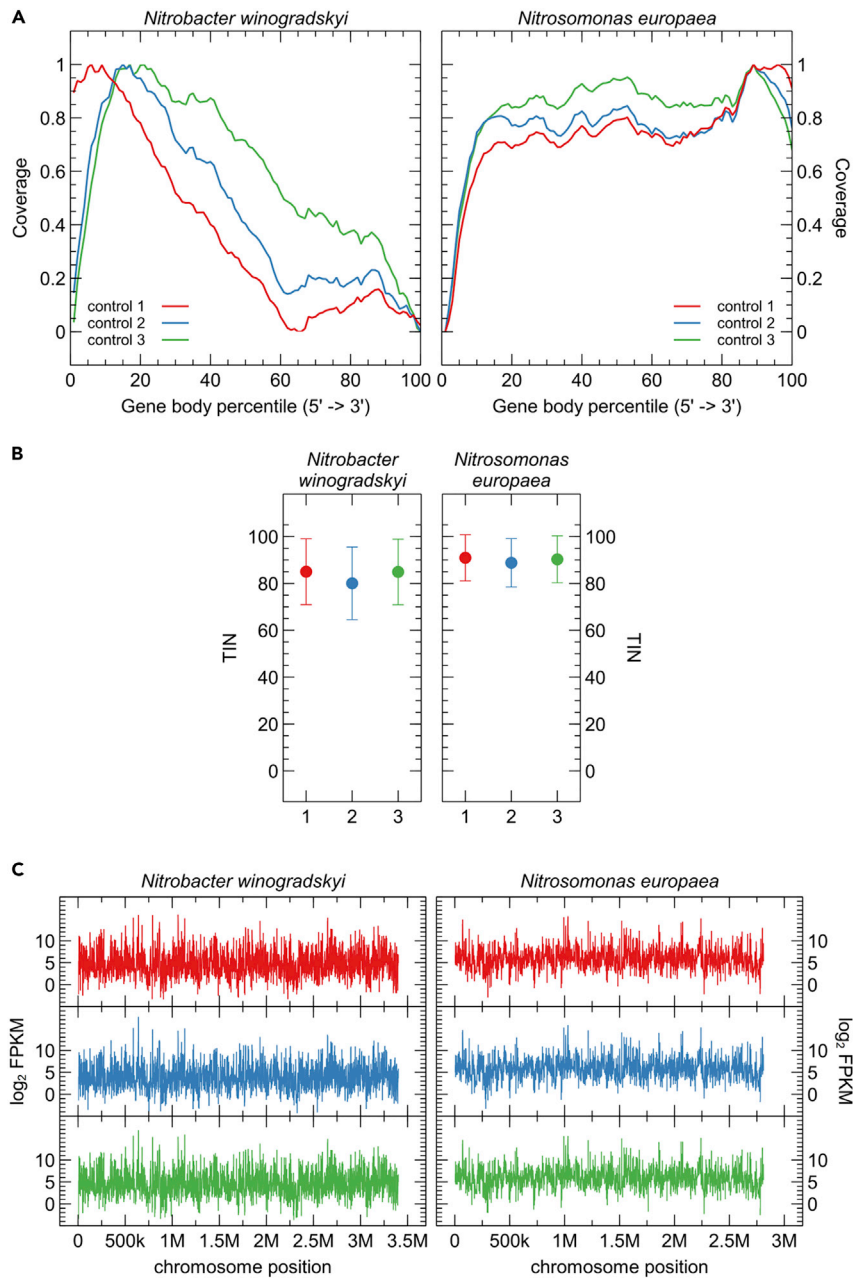 A
Nitrobacter winogradskyi
Nitrosomonas europaea
Coverage
1
0.8
0.6
0.4
0.2
0
control 1
control 2
control 3
0 20 40 60 80 100
Gene body percentile (5' -> 3')
1
0.8
0.6
0.4
0.2
0
Coverage
control 1
control 2
control 3
0 20 40 60 80 100
Gene body percentile (5' -> 3')
B
Nitrobacter
winogradskyi
Nitrosomonas
europaea
TIN
100
80
60
40
20
0
1 2 3
100
80
60
40
20
0
TIN
1 2 3
C
Nitrobacter winogradskyi
Nitrosomonas europaea
log2 FPKM
10
5
0
10
5
0
10
5
0
0 500k 1M 1.5M 2M 2.5M 3M 3.5M
chromosome position
10
5
0
10
5
0
10
5
0
log2 FPKM
0 500k 1M 1.5M 2M 2.5M 3M
chromosome position